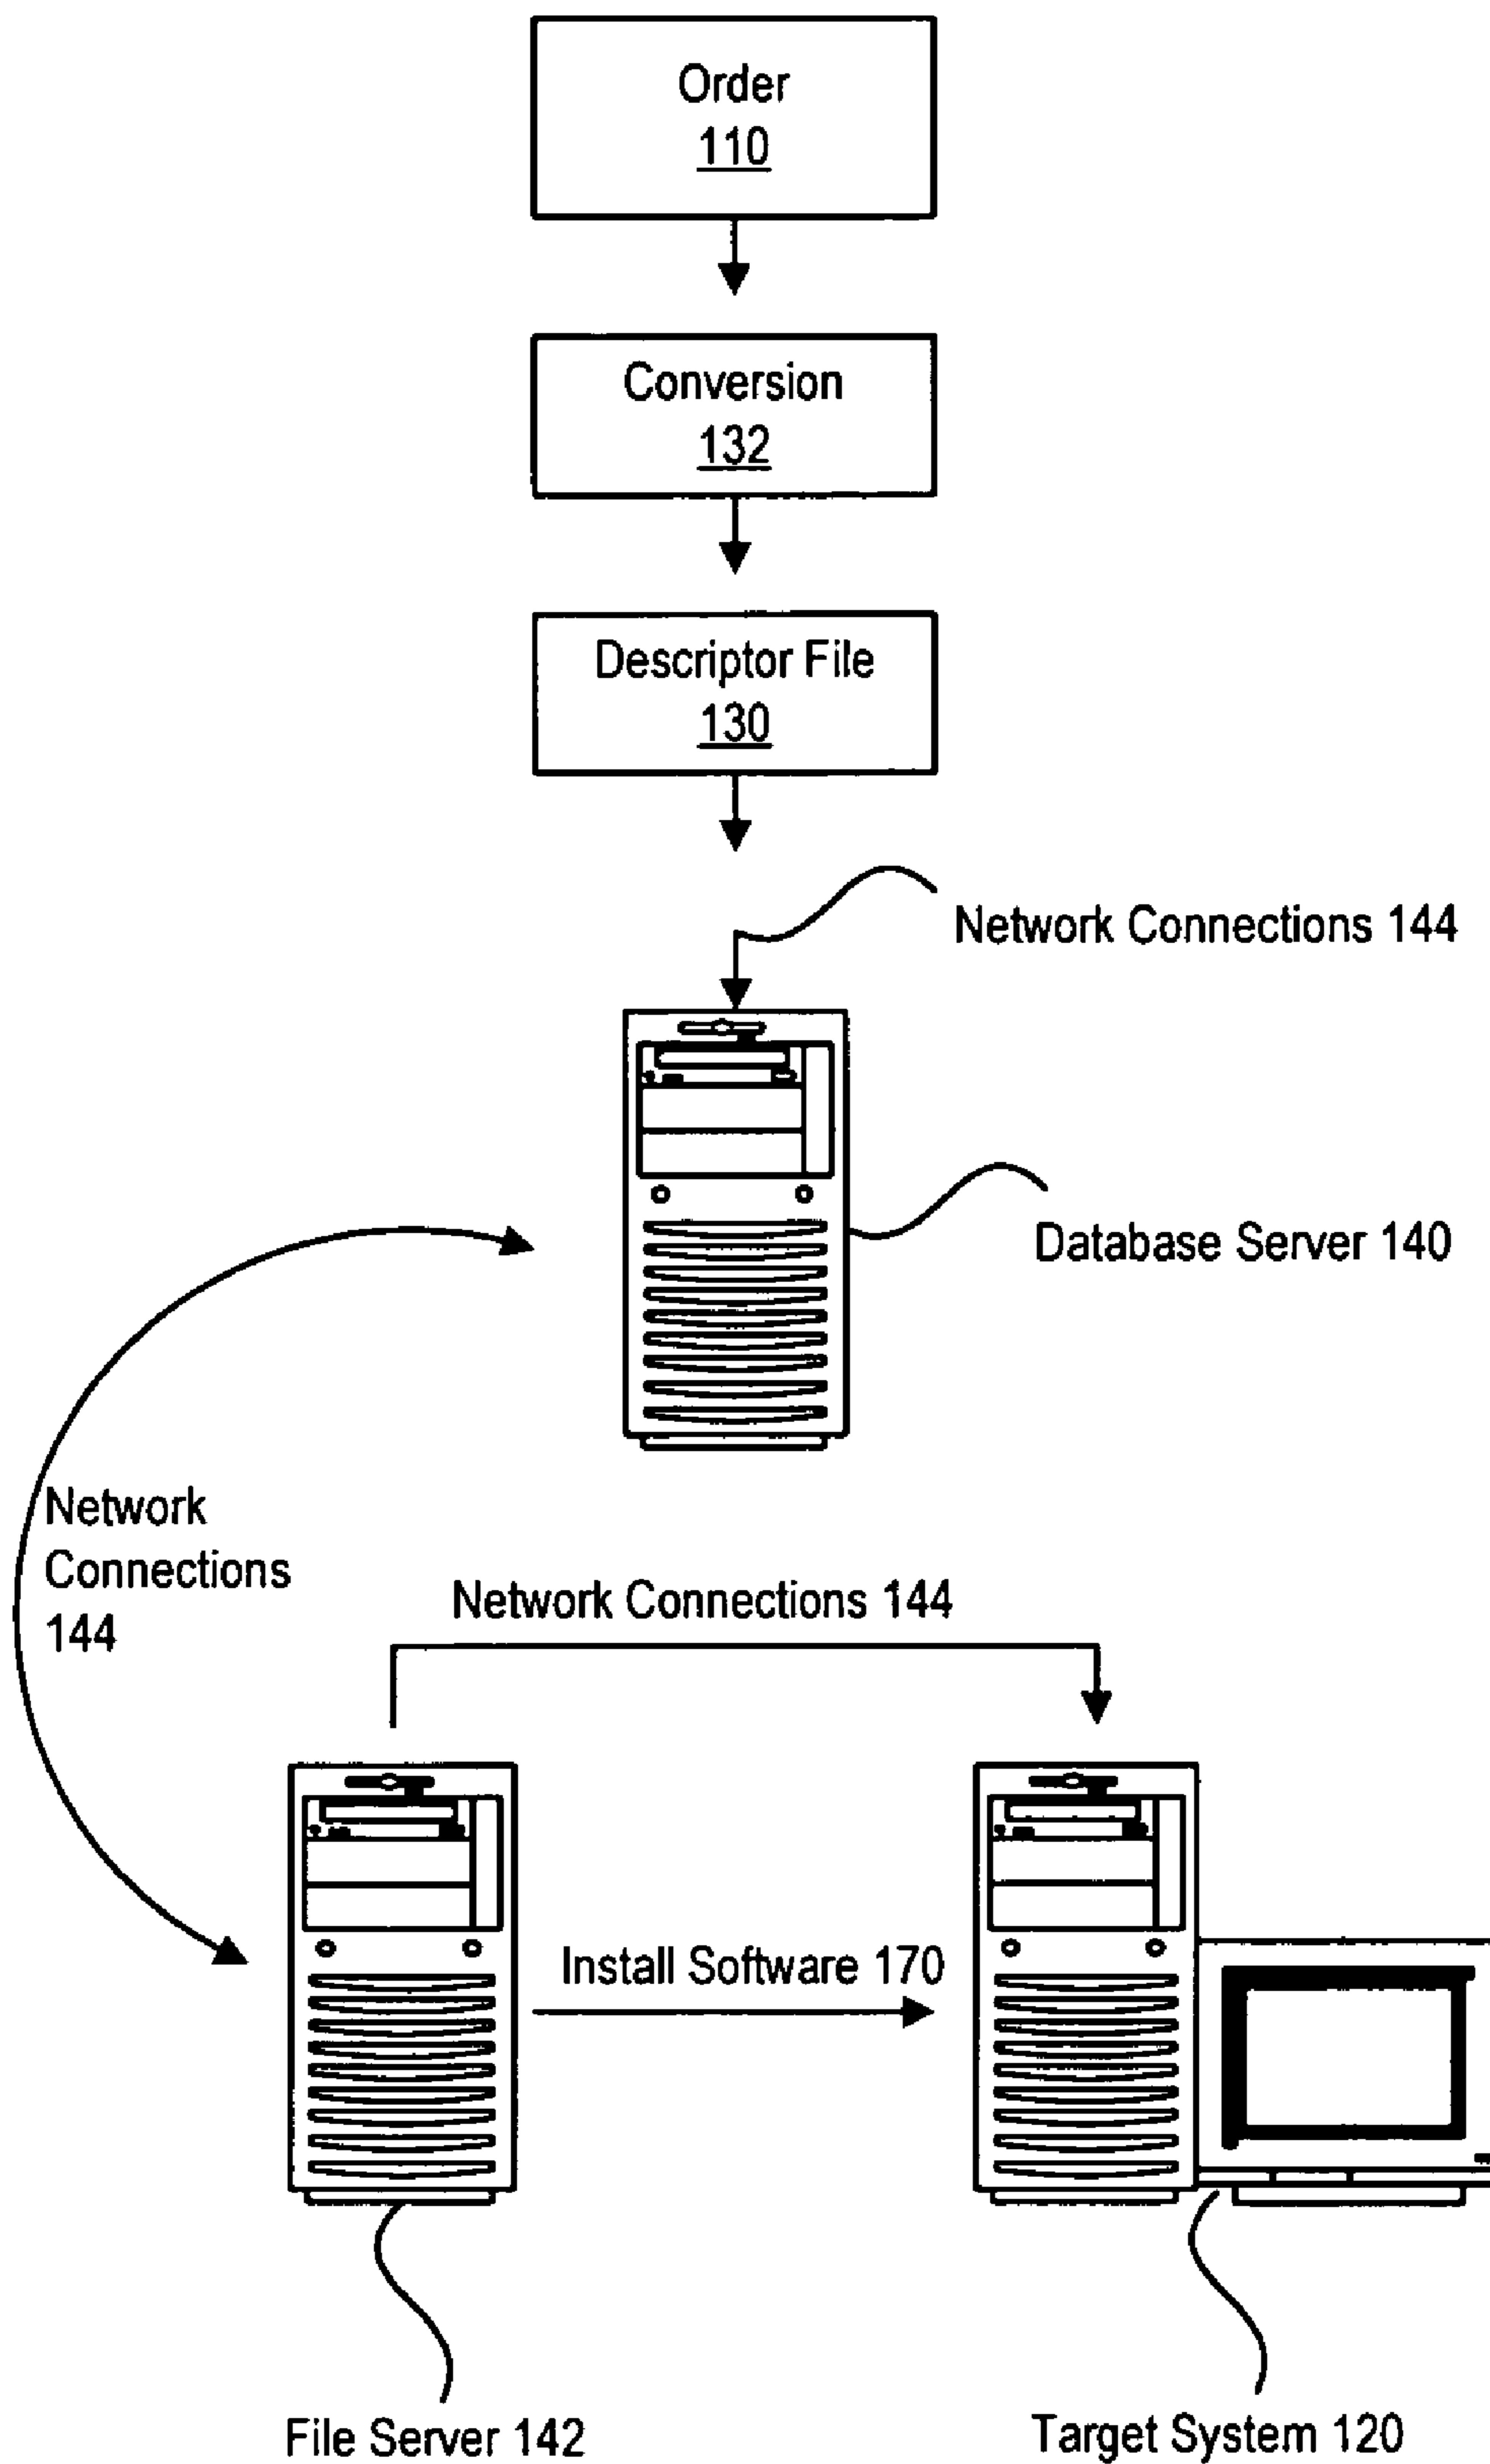 Order
110
Conversion
132
Descriptor File
130
Network Connections 144
Database Server 140
Network
Connections
144
Network Connections 144
Install Software 170
File Server 142
Target System 120